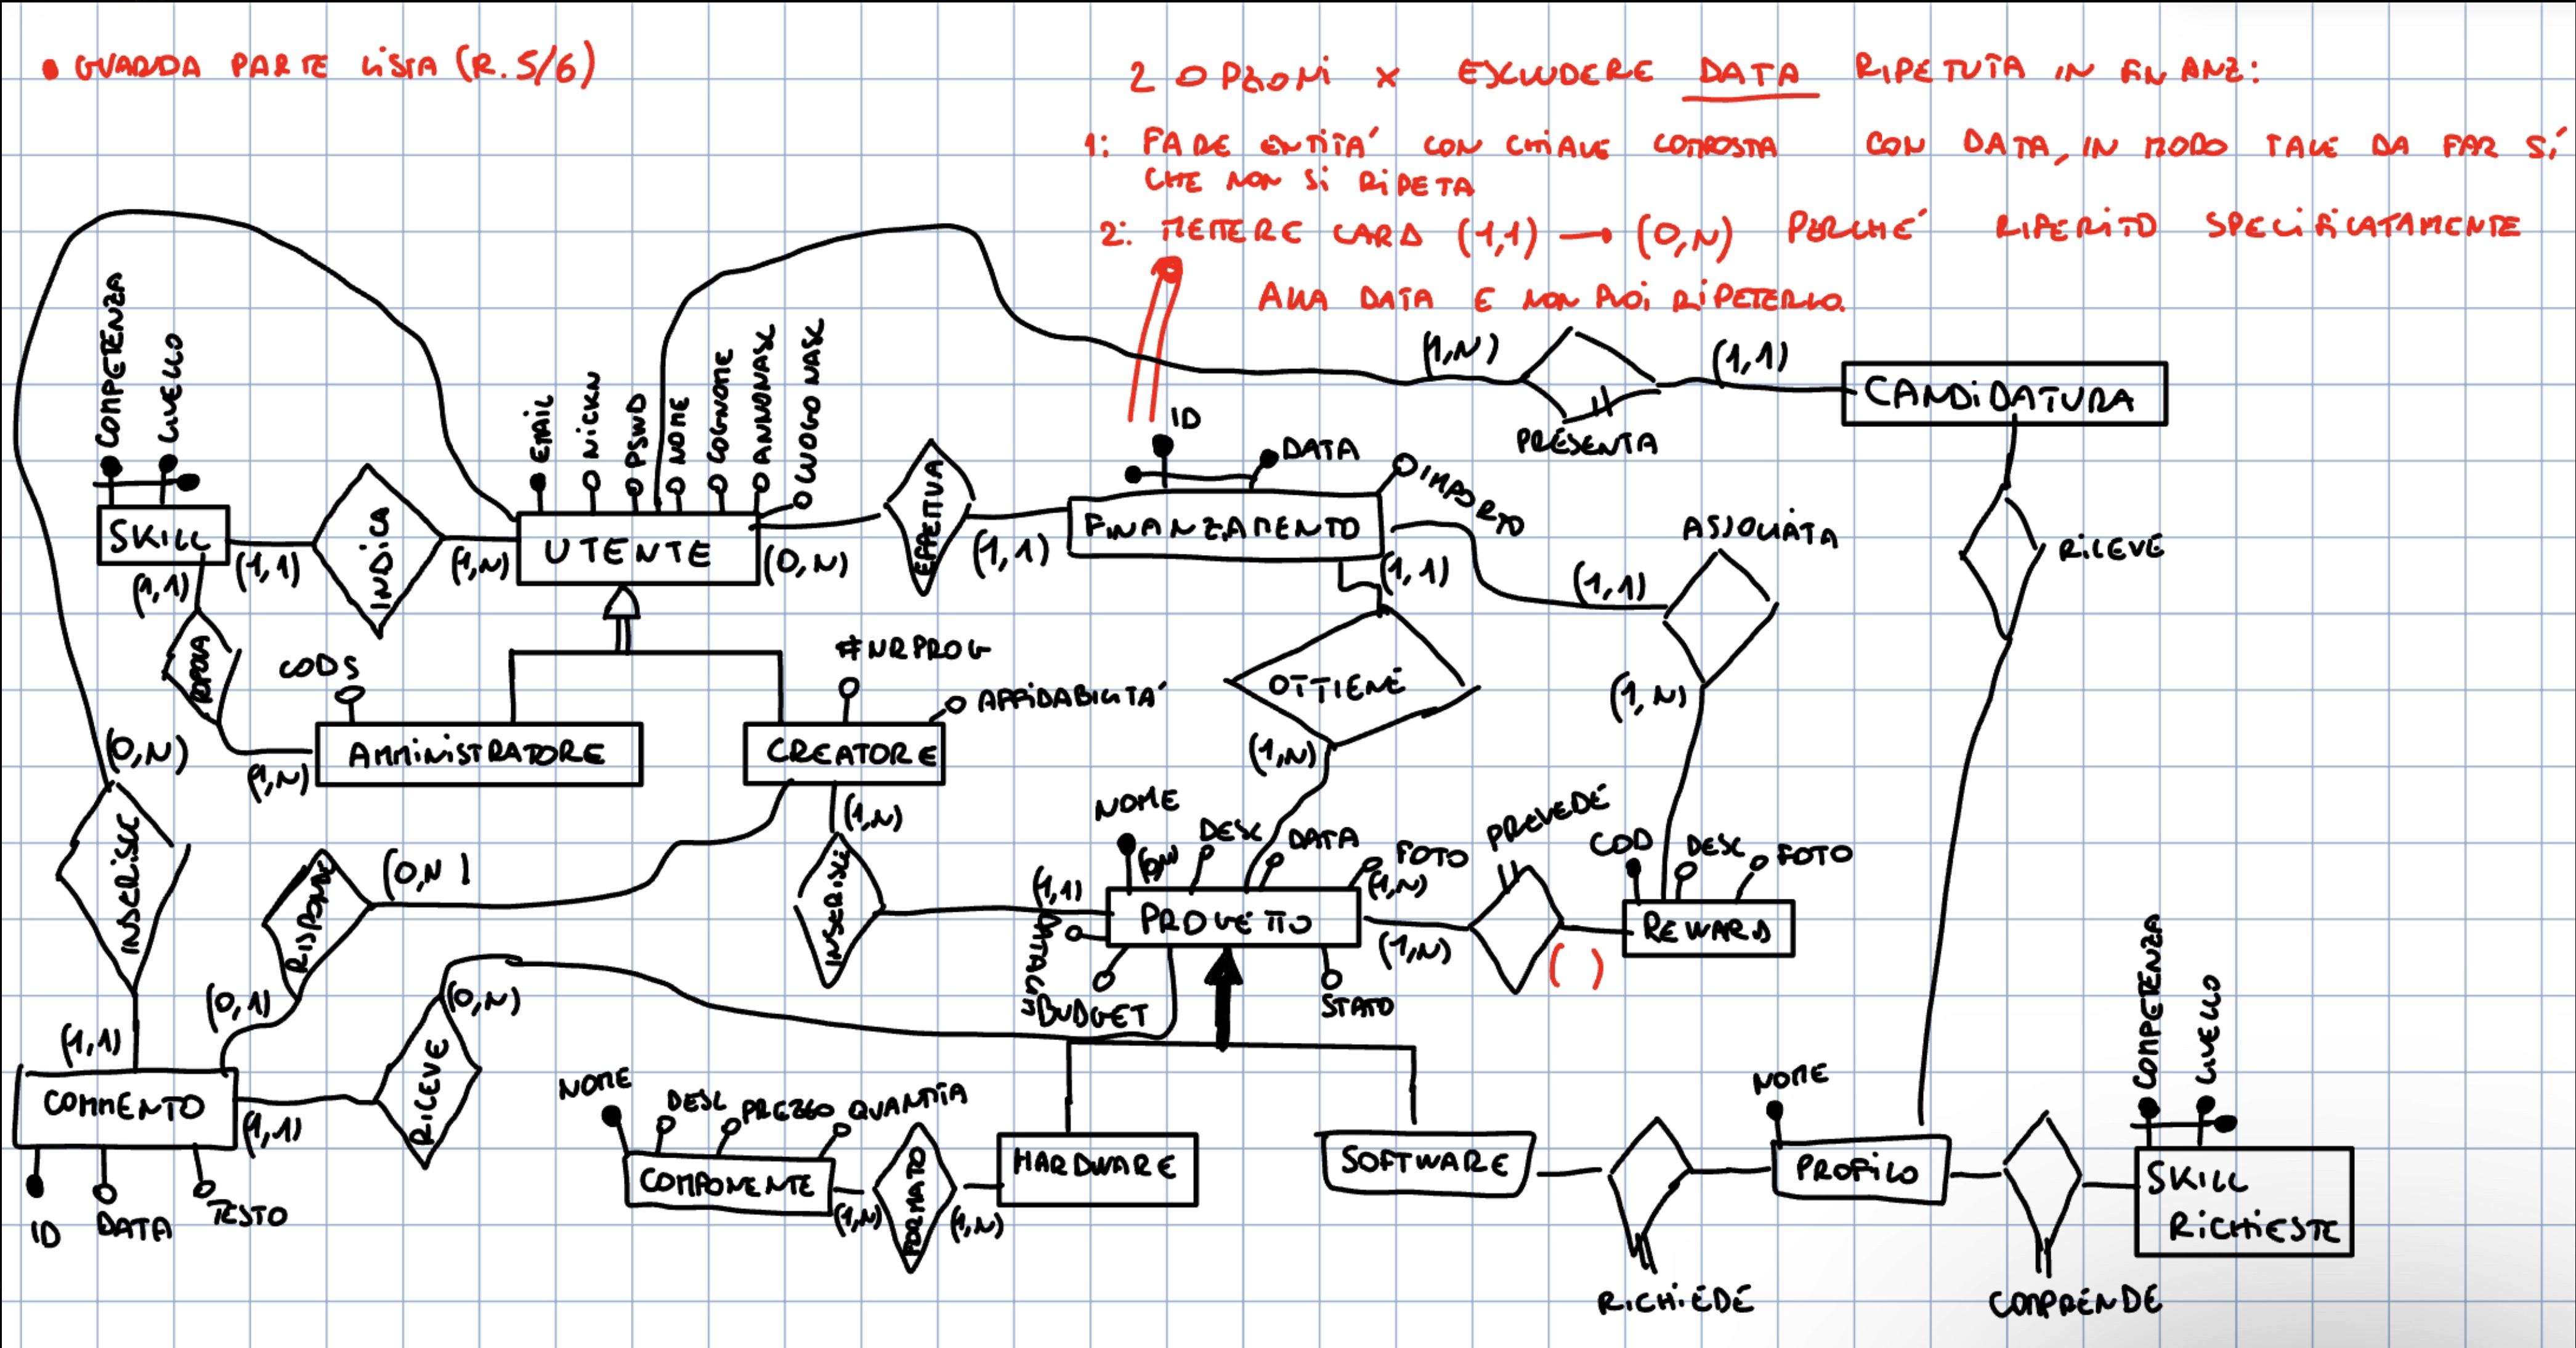 • GUARDA PARTE LISTA (R. 5/6)
2 OPZIONI X ESCLUDERE DATA RIPETUTA IN FINANZ:
1: FARE ENTITA' CON CHIAVE COMPOSTA CON DATA, IN MODO TALE DA FAR SI'
CHE NON SI RIPETA
2: METTERE CARD (1,1) → (0,N) PERCHE' RIFERITO SPECIFICATAMENTE
ALLA DATA E NON PUOI RIPETERLO.
COMPETENZA
LIVELLO
EMAIL
NICKN
PSWD
NOME
COGNOME
ANNONASC
LUOGO NASC
(1,N)
(1,1)
PRESENTA
CANDIDATURA
ID
DATA
IMPORTO
SKILL
(1,1)
INDICA
(1,N)
UTENTE
(0,N)
EFFETTUA
(1,1)
FINANZAMENTO
(1,1)
(1,1)
ASSOCIATA
RICEVE
(1,1)
POPOLA
CODS
#NRPROG
AFFIDABILITA'
OTTIENE
(1,N)
(0,N)
(1,N)
AMMINISTRATORE
CREATORE
(1,N)
(1,N)
INSERISCE
RISPONDE
(0,N)
INSERISCI
(1,1)
NOME
DESC
DATA
FOTO
(1,N)
PROGETTO
BUDGET
STATO
(1,N)
PREVEDE
( )
COD
DESC
FOTO
REWARD
(0,1)
(0,N)
(1,1)
COMMENTO
(1,1)
RICEVE
ID
DATA
TESTO
NOME
DESC
PREZZO
QUANTITA
COMPONENTE
(1,N)
FORMATO
(1,N)
HARDWARE
SOFTWARE
RICHIEDE
NOME
PROFILO
COMPRENDE
COMPETENZA
LIVELLO
SKILL
RICHIESTE